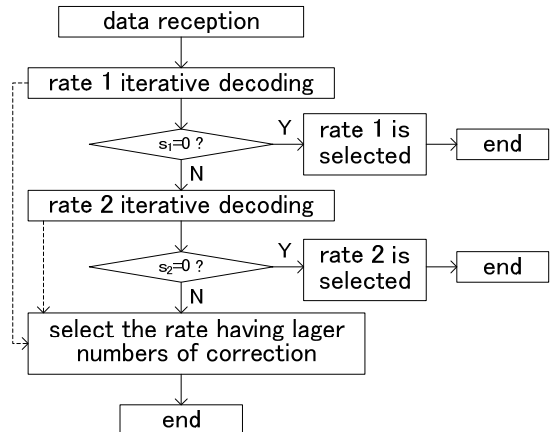 data reception
rate 1 iterative decoding
s₁=0 ?
Y
rate 1 is
selected
end
N
rate 2 iterative decoding
s₂=0 ?
Y
rate 2 is
selected
end
N
select the rate having lager
numbers of correction
end